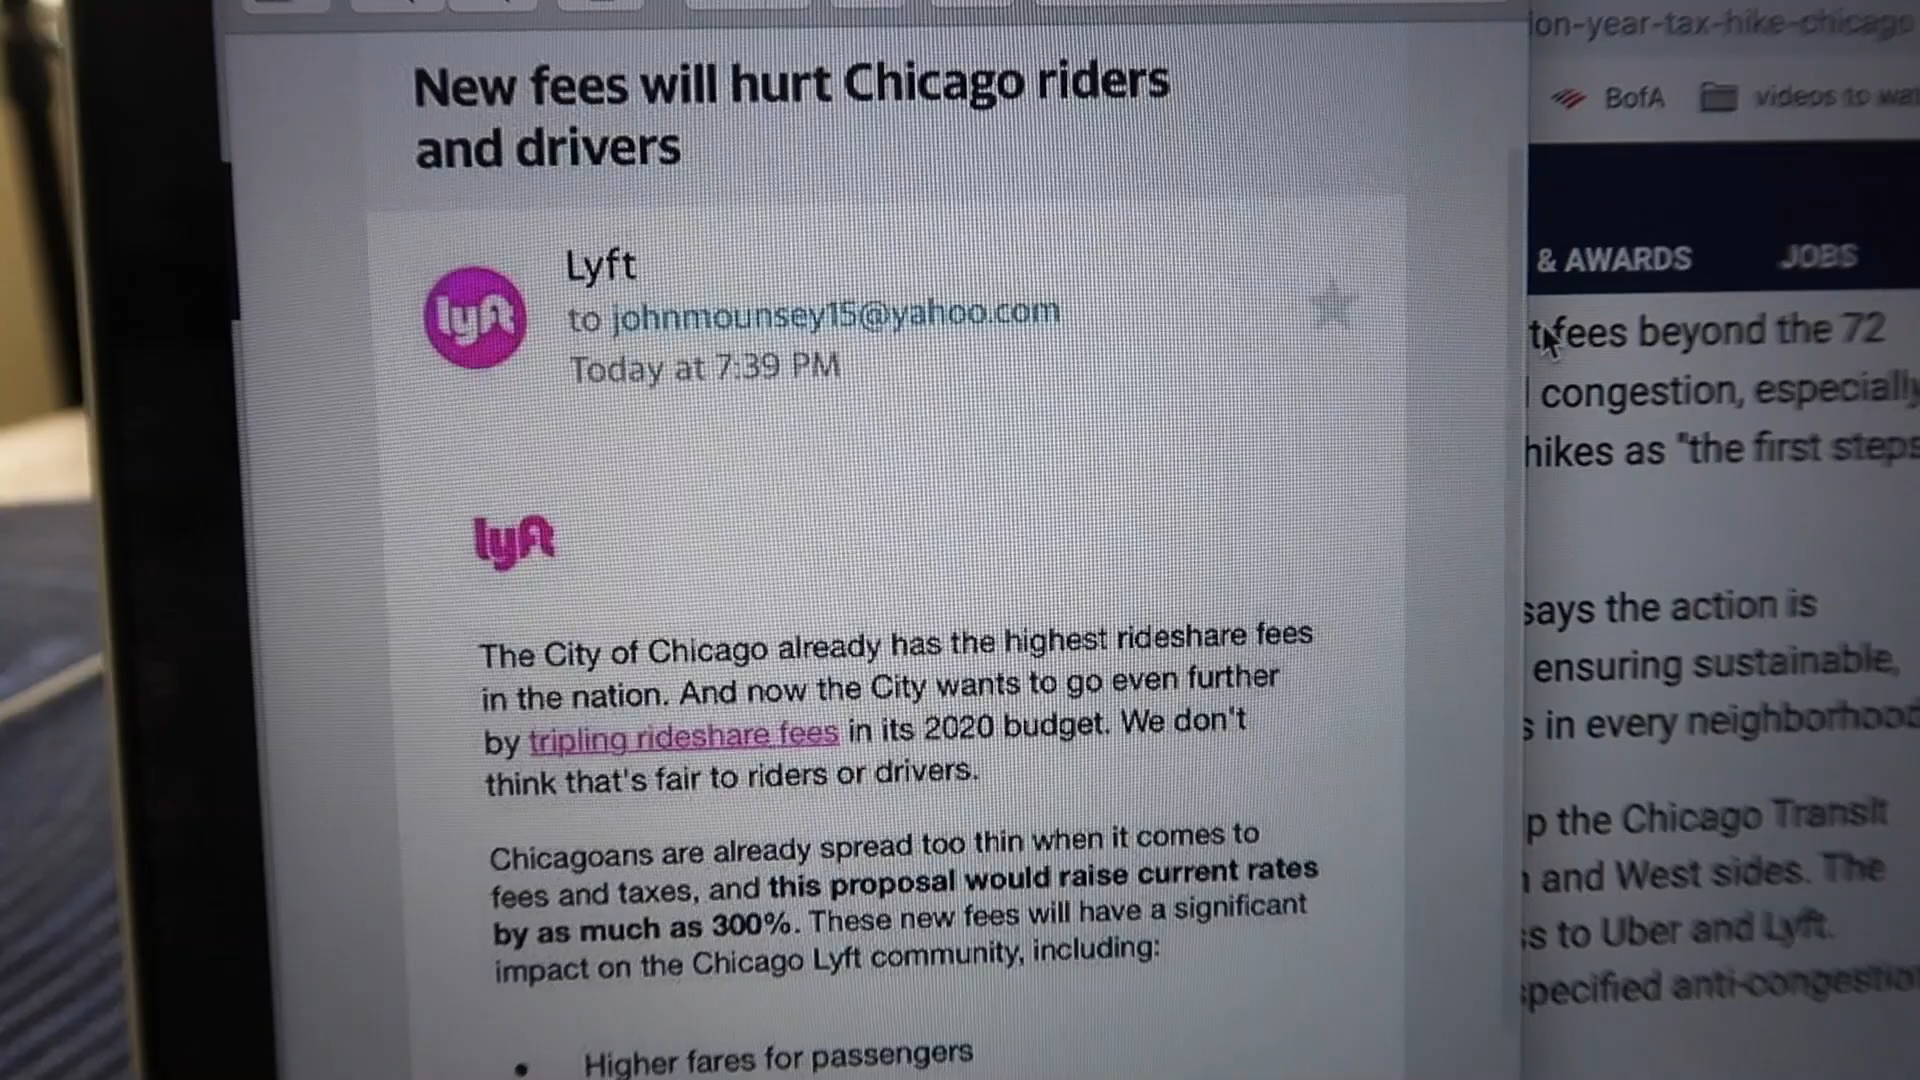 New fees will hurt Chicago riders
and drivers
lyft
Lyft
to johnmounsey15@yahoo.com
Today at 7:39 PM
lyft
The City of Chicago already has the highest rideshare fees
in the nation. And now the City wants to go even further
by tripling rideshare fees in its 2020 budget. We don't
think that's fair to riders or drivers.
Chicagoans are already spread too thin when it comes to
fees and taxes, and this proposal would raise current rates
by as much as 300%. These new fees will have a significant
impact on the Chicago Lyft community, including:
• Higher fares for passengers
ion-year-tax-hike-chicago
BofA videos to wat
& AWARDS JOBS
t fees beyond the 72
congestion, especially
hikes as "the first steps
says the action is
ensuring sustainable,
s in every neighborhood
p the Chicago Transit
and West sides. The
ss to Uber and Lyft.
specified anti-congestio